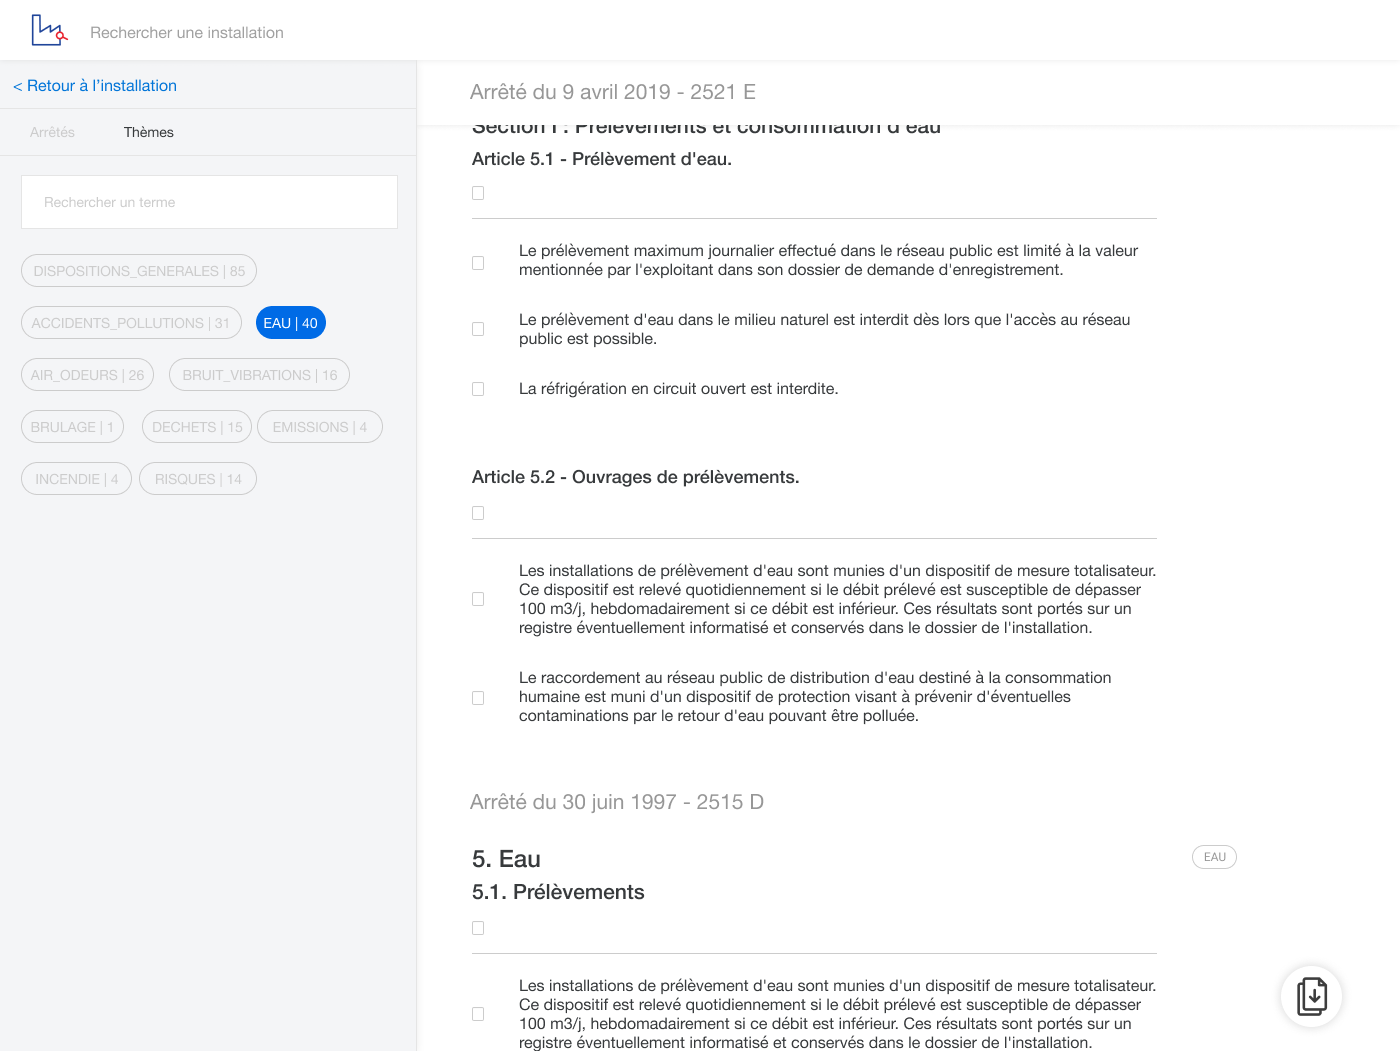 Rechercher une installation
< Retour à l'installation
Arrêtés
Thèmes
Rechercher un terme
DISPOSITIONS_GENERALES | 85
ACCIDENTS_POLLUTIONS | 31
EAU | 40
AIR_ODEURS | 26
BRUIT_VIBRATIONS | 16
BRULAGE | 1
DECHETS | 15
EMISSIONS | 4
INCENDIE | 4
RISQUES | 14
Arrêté du 9 avril 2019 - 2521 E
Section I : Prélèvements et consommation d'eau
Article 5.1 - Prélèvement d'eau.
Le prélèvement maximum journalier effectué dans le réseau public est limité à la valeur
mentionnée par l'exploitant dans son dossier de demande d'enregistrement.
Le prélèvement d'eau dans le milieu naturel est interdit dès lors que l'accès au réseau
public est possible.
La réfrigération en circuit ouvert est interdite.
Article 5.2 - Ouvrages de prélèvements.
Les installations de prélèvement d'eau sont munies d'un dispositif de mesure totalisateur.
Ce dispositif est relevé quotidiennement si le débit prélevé est susceptible de dépasser
100 m3/j, hebdomadairement si ce débit est inférieur. Ces résultats sont portés sur un
registre éventuellement informatisé et conservés dans le dossier de l'installation.
Le raccordement au réseau public de distribution d'eau destiné à la consommation
humaine est muni d'un dispositif de protection visant à prévenir d'éventuelles
contaminations par le retour d'eau pouvant être polluée.
Arrêté du 30 juin 1997 - 2515 D
5. Eau
EAU
5.1. Prélèvements
Les installations de prélèvement d'eau sont munies d'un dispositif de mesure totalisateur.
Ce dispositif est relevé quotidiennement si le débit prélevé est susceptible de dépasser
100 m3/j, hebdomadairement si ce débit est inférieur. Ces résultats sont portés sur un
registre éventuellement informatisé et conservés dans le dossier de l'installation.